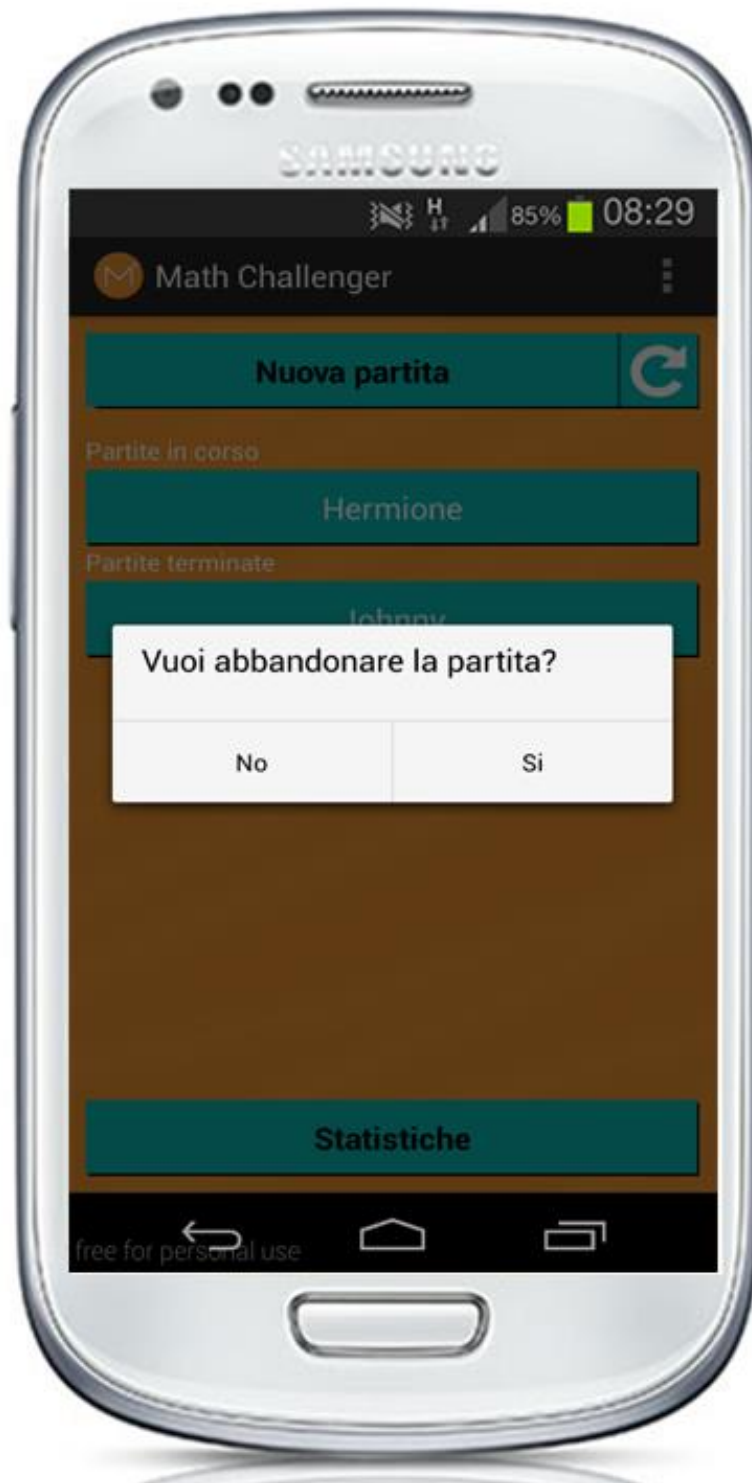 SAMSUNG
H 85% 08:29
Math Challenger
Nuova partita
Partite in corso
Hermione
Partite terminate
Johnny
Vuoi abbandonare la partita?
No Si
Statistiche
free for personal use